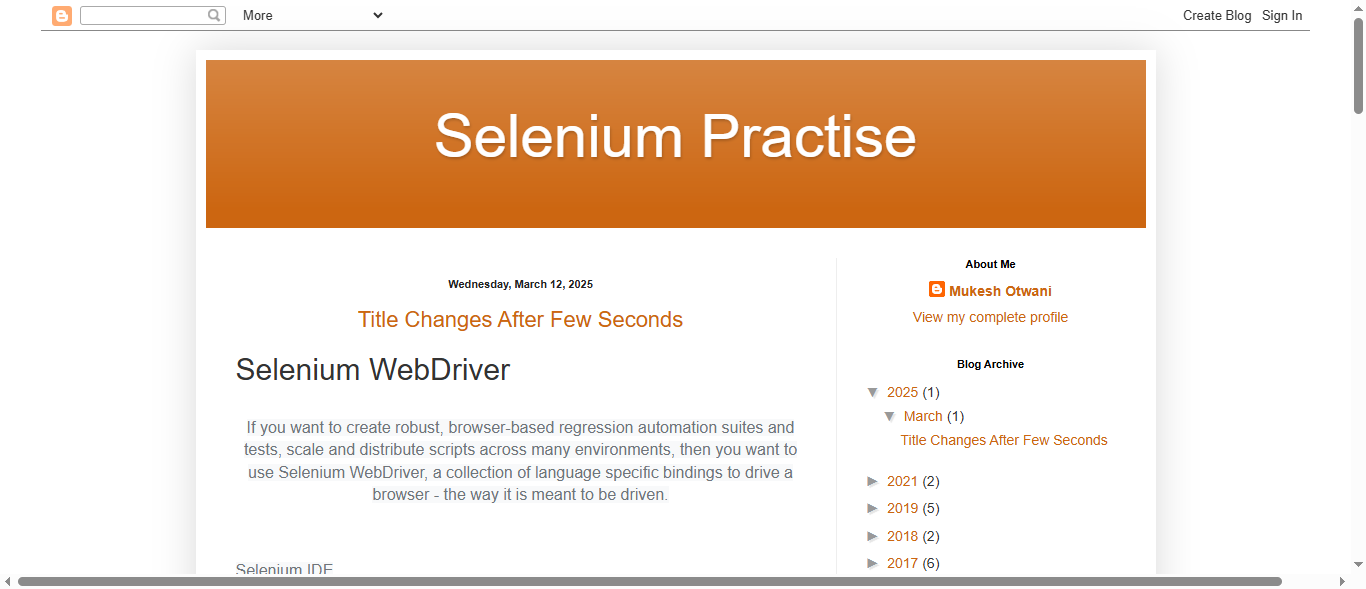 More
Create Blog Sign In
Selenium Practise
Wednesday, March 12, 2025
Title Changes After Few Seconds
Selenium WebDriver
If you want to create robust, browser-based regression automation suites and
tests, scale and distribute scripts across many environments, then you want to
use Selenium WebDriver, a collection of language specific bindings to drive a
browser - the way it is meant to be driven.
Selenium IDE
About Me
Mukesh Otwani
View my complete profile
Blog Archive
▼ 2025 (1)
▼ March (1)
Title Changes After Few Seconds
► 2021 (2)
► 2019 (5)
► 2018 (2)
► 2017 (6)